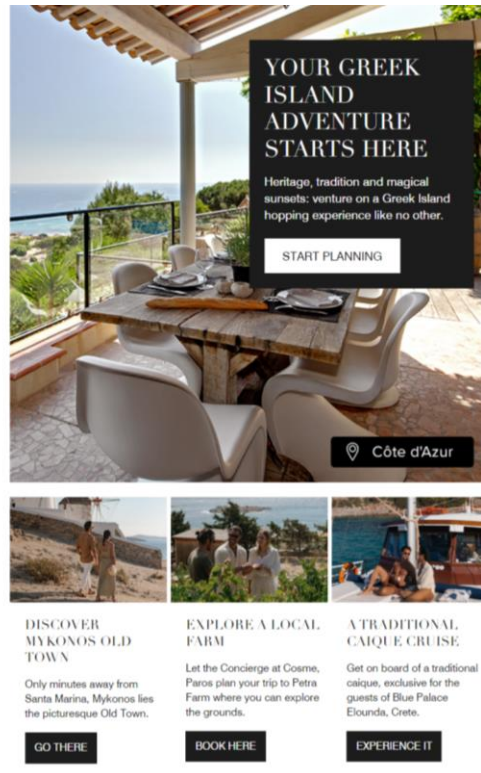 YOUR GREEK
ISLAND
ADVENTURE
STARTS HERE
Heritage, tradition and magical
sunsets: venture on a Greek Island
hopping experience like no other.
START PLANNING
Côte d'Azur
DISCOVER
MYKONOS OLD
TOWN
Only minutes away from
Santa Marina, Mykonos lies
the picturesque Old Town.
GO THERE
EXPLORE A LOCAL
FARM
Let the Concierge at Cosme,
Paros plan your trip to Petra
Farm where you can explore
the grounds.
BOOK HERE
A TRADITIONAL
CAIQUE CRUISE
Get on board of a traditional
caique, exclusive for the
guests of Blue Palace
Elounda, Crete.
EXPERIENCE IT